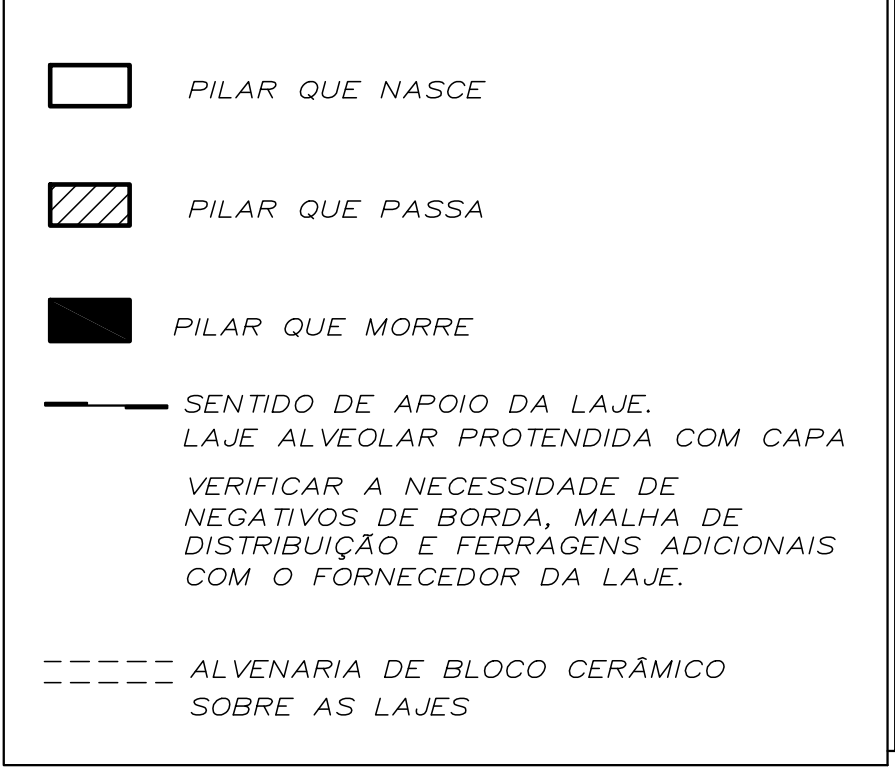 PILAR QUE NASCE
PILAR QUE PASSA
PILAR QUE MORRE
SENTIDO DE APOIO DA LAJE.
LAJE ALVEOLAR PROTENDIDA COM CAPA
VERIFICAR A NECESSIDADE DE
NEGATIVOS DE BORDA, MALHA DE
DISTRIBUIÇÃO E FERRAGENS ADICIONAIS
COM O FORNECEDOR DA LAJE.
ALVENARIA DE BLOCO CERÂMICO
SOBRE AS LAJES